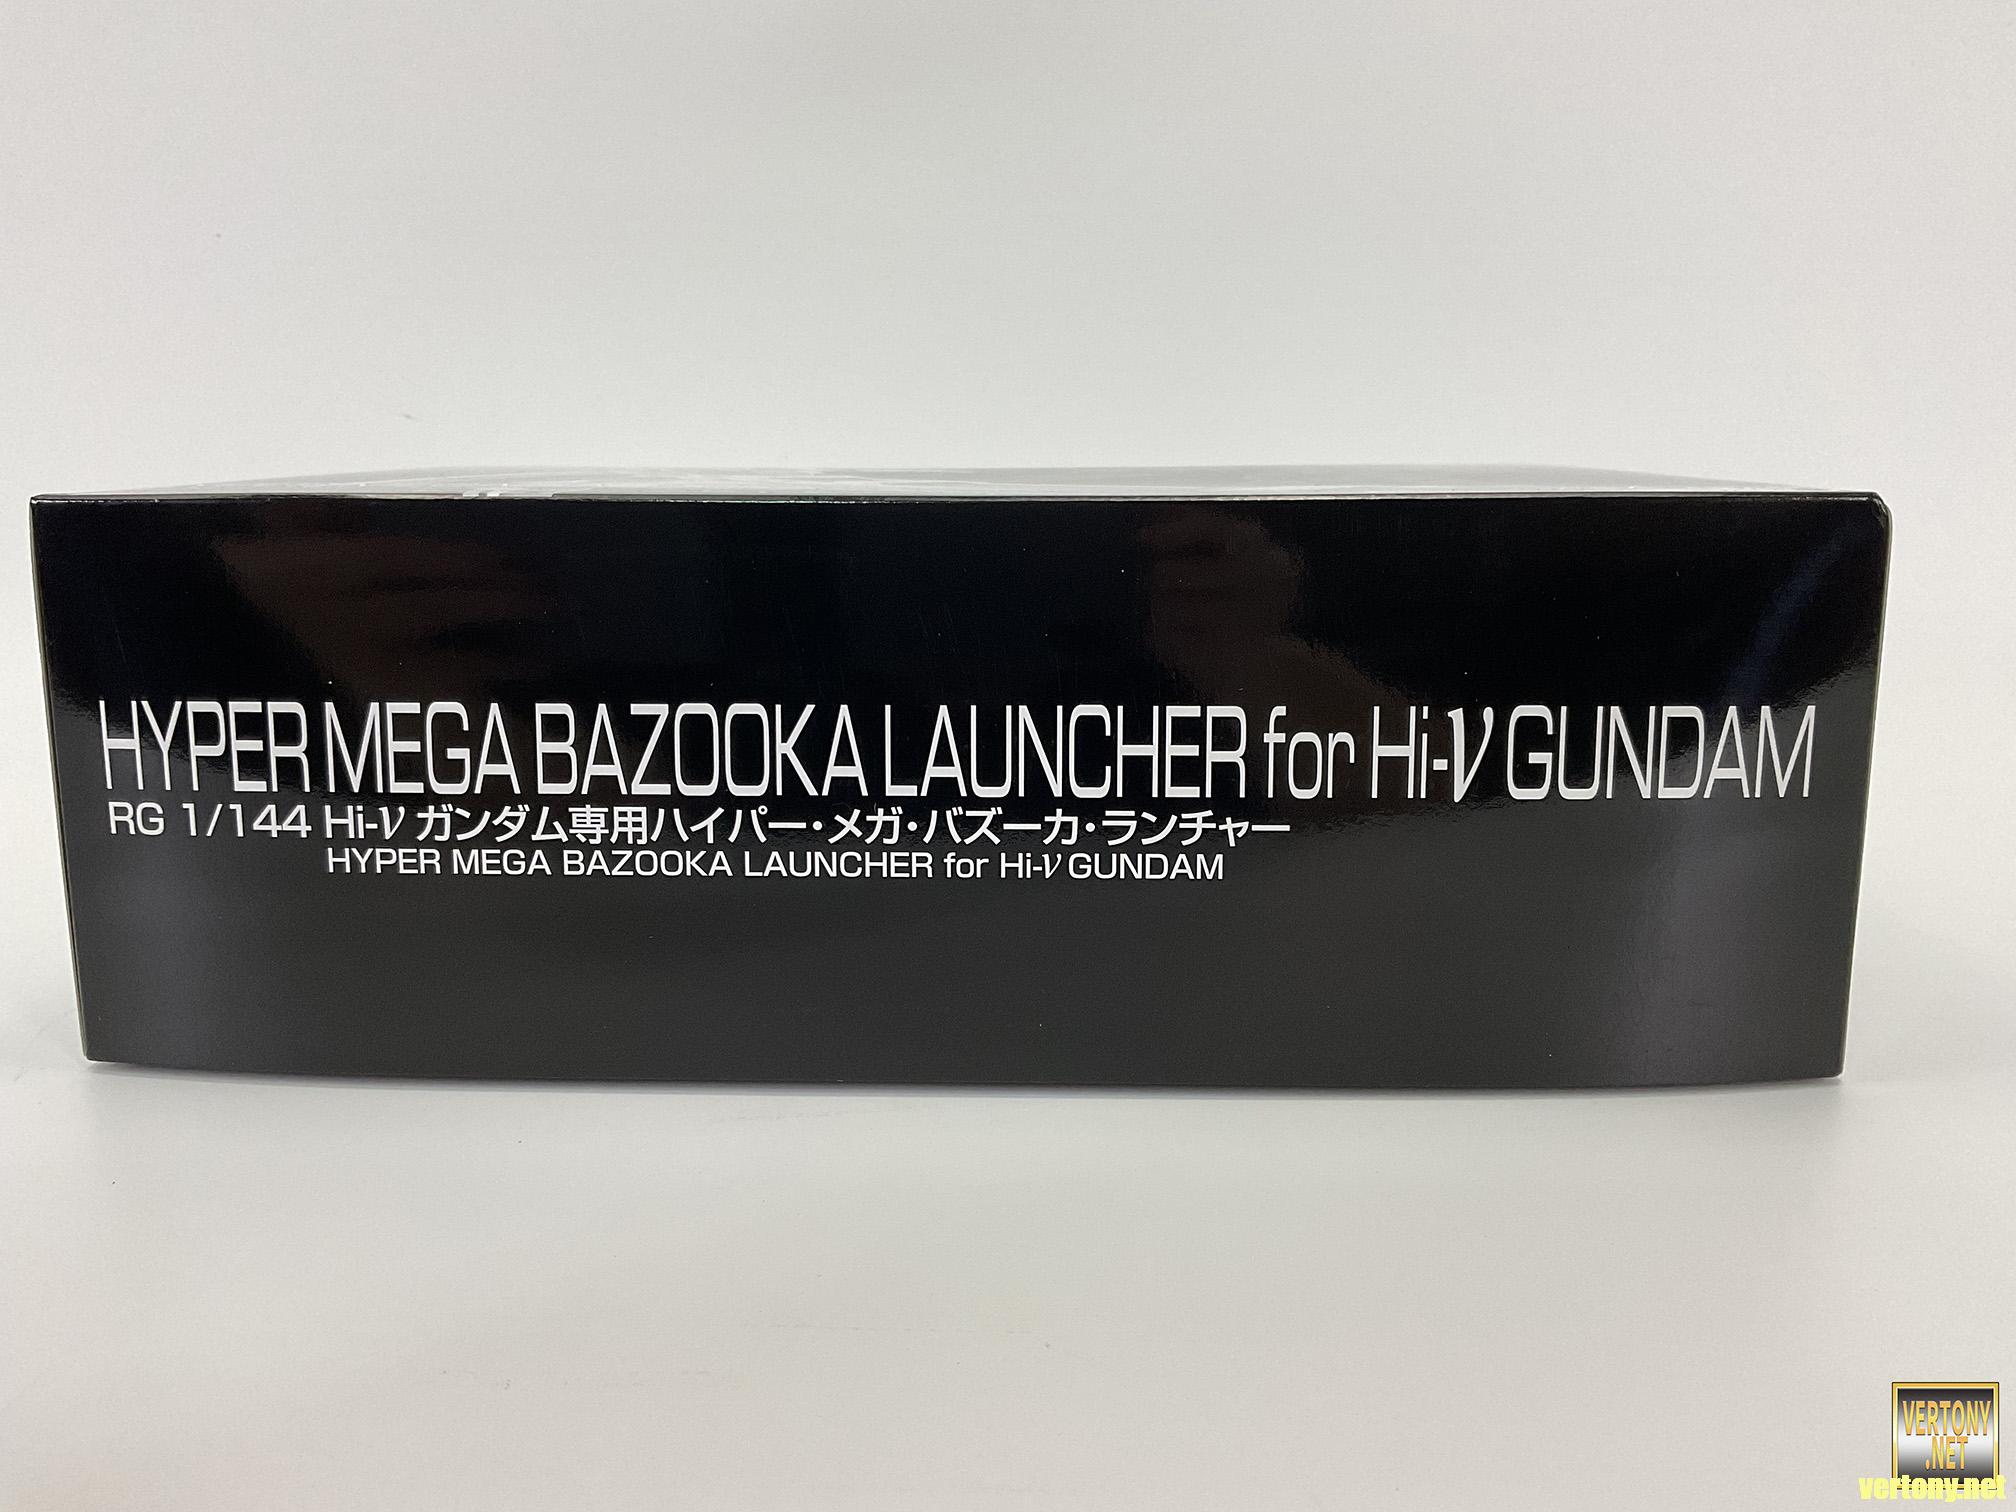 HYPER MEGA BAZOOKA LAUNCHER for Hi-ν GUNDAM
RG 1/144 Hi-ν ガンダム専用ハイパー・メガ・バズーカ・ランチャー
HYPER MEGA BAZOOKA LAUNCHER for Hi-ν GUNDAM
VERTONY
.NET
vertony.net